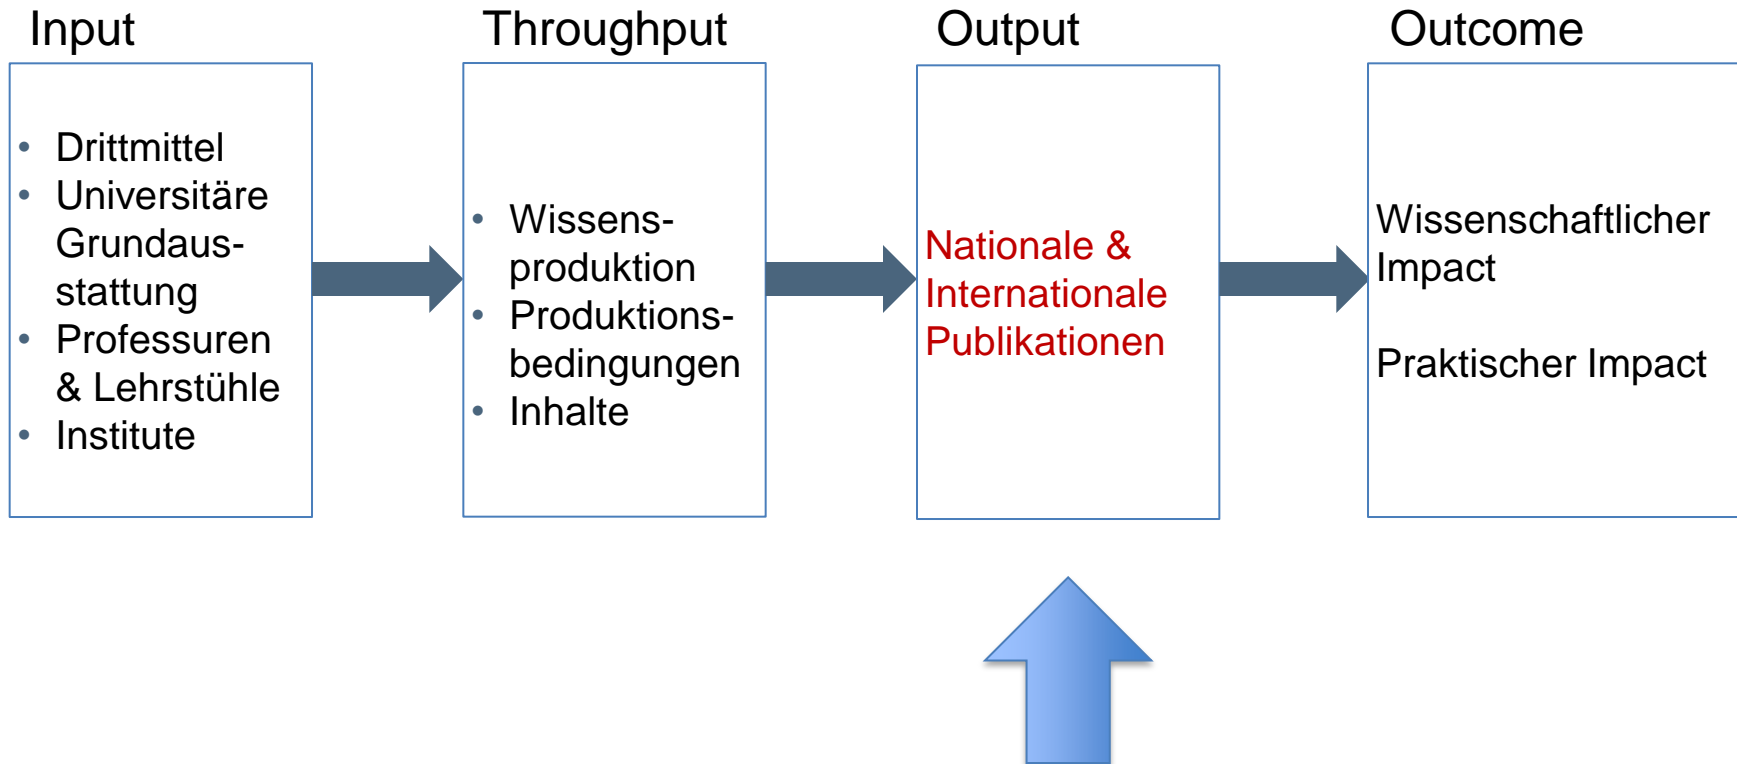 Input
• Drittmittel
• Universitäre
Grundaus-
stattung
• Professuren
& Lehrstühle
• Institute
Throughput
• Wissens-
produktion
• Produktions-
bedingungen
• Inhalte
Output
Nationale &
Internationale
Publikationen
Outcome
Wissenschaftlicher
Impact
Praktischer Impact